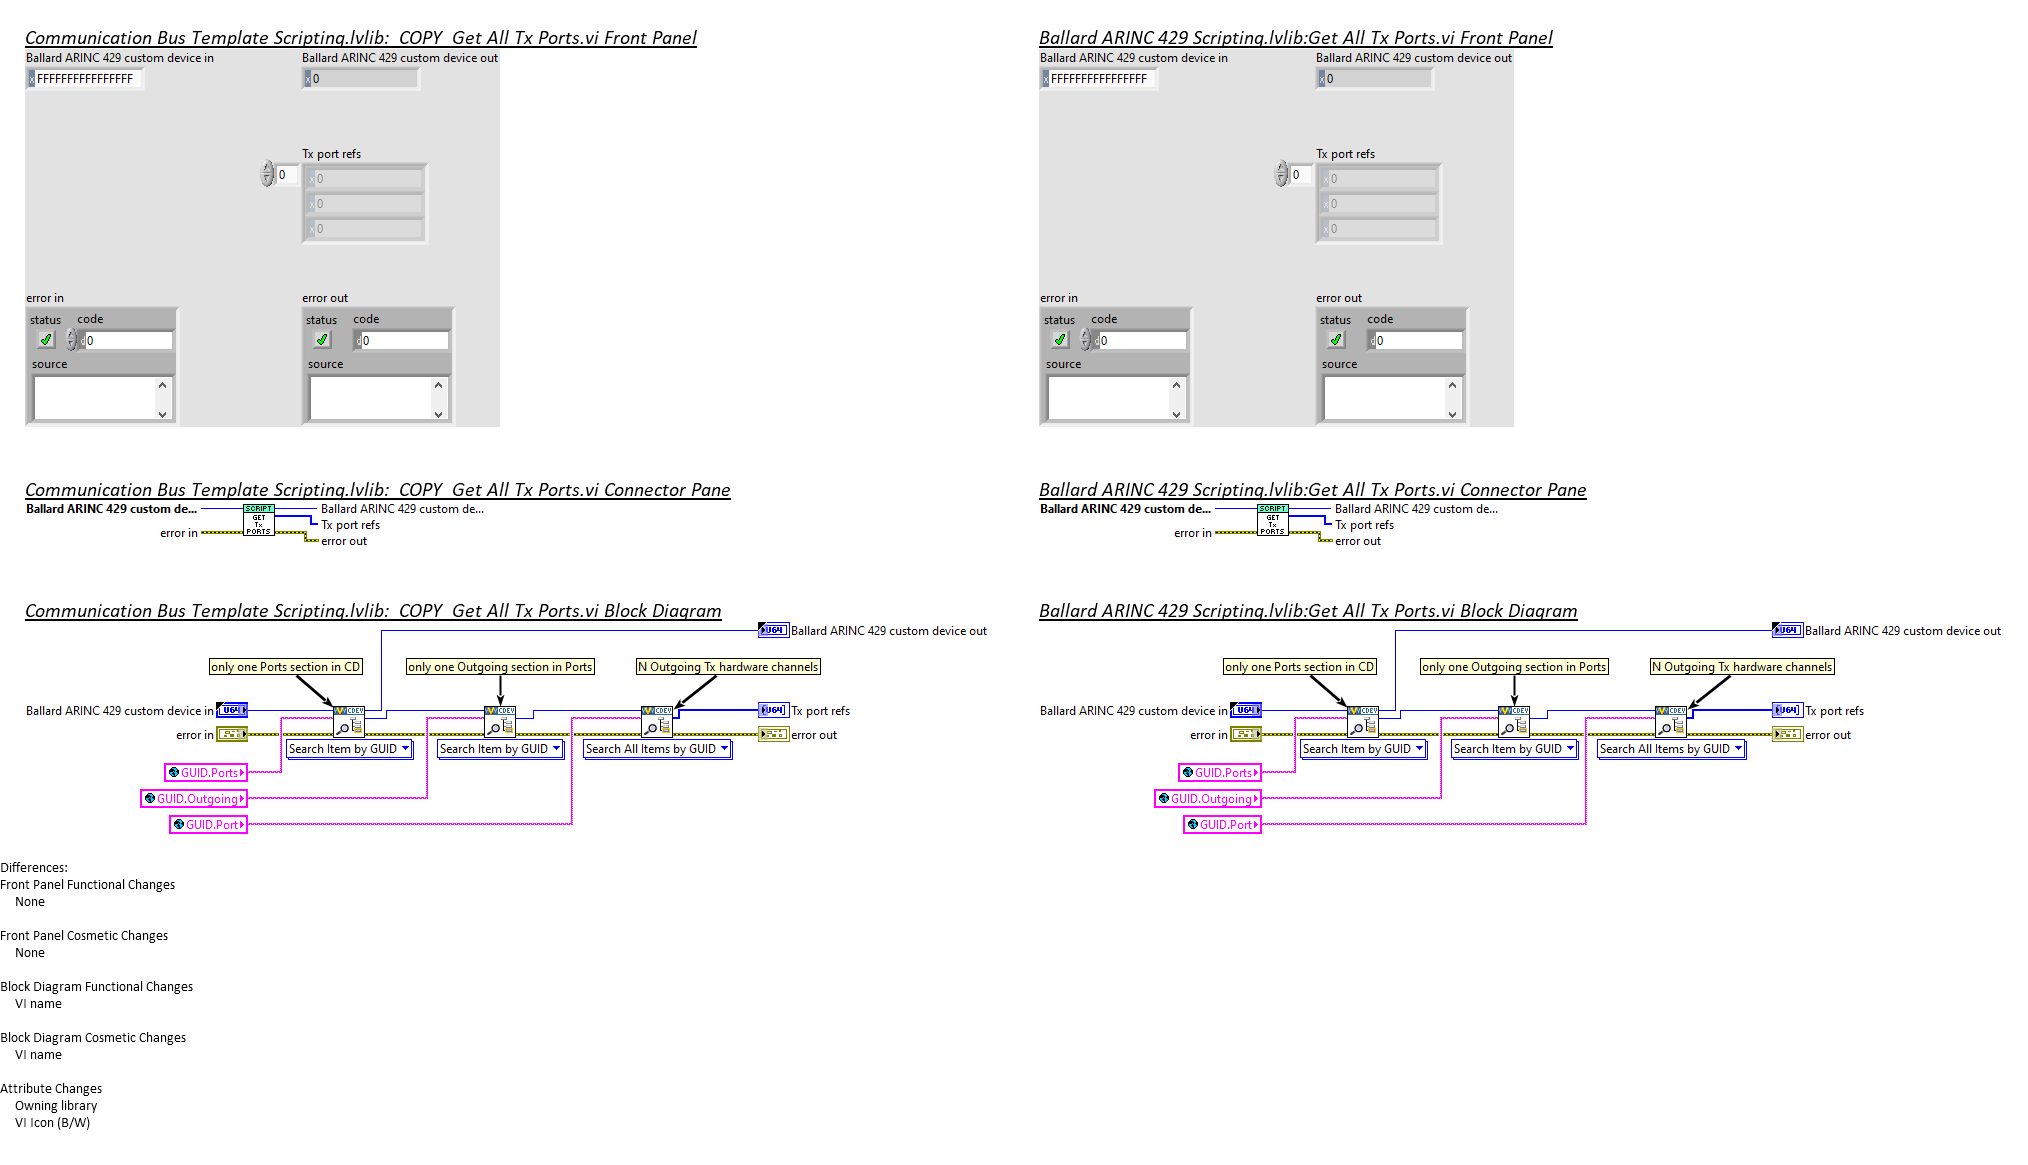 Communication Bus Template Scripting.lvlib:  COPY  Get All Tx Ports.vi Front Panel
Ballard ARINC 429 custom device in
Ballard ARINC 429 custom device out
x FFFFFFFFFFFFFFFF
x 0
Tx port refs
0
x 0
x 0
x 0
error in
error out
status
code
status
code
d 0
d 0
source
source
Ballard ARINC 429 Scripting.lvlib:Get All Tx Ports.vi Front Panel
Ballard ARINC 429 custom device in
Ballard ARINC 429 custom device out
x FFFFFFFFFFFFFFFF
x 0
Tx port refs
0
x 0
x 0
x 0
error in
error out
status
code
status
code
d 0
d 0
source
source
Communication Bus Template Scripting.lvlib:  COPY  Get All Tx Ports.vi Connector Pane
Ballard ARINC 429 custom de...
SCRIPT
GET
Tx
PORTS
Ballard ARINC 429 custom de...
Tx port refs
error in
error out
Ballard ARINC 429 Scripting.lvlib:Get All Tx Ports.vi Connector Pane
Ballard ARINC 429 custom de...
SCRIPT
GET
Tx
PORTS
Ballard ARINC 429 custom de...
Tx port refs
error in
error out
Communication Bus Template Scripting.lvlib:  COPY  Get All Tx Ports.vi Block Diagram
U64 Ballard ARINC 429 custom device out
only one Ports section in CD
only one Outgoing section in Ports
N Outgoing Tx hardware channels
Ballard ARINC 429 custom device in U64
CDEV
CDEV
CDEV
U64 Tx port refs
error in
error out
Search Item by GUID
Search Item by GUID
Search All Items by GUID
GUID.Ports
GUID.Outgoing
GUID.Port
Ballard ARINC 429 Scripting.lvlib:Get All Tx Ports.vi Block Diagram
U64 Ballard ARINC 429 custom device out
only one Ports section in CD
only one Outgoing section in Ports
N Outgoing Tx hardware channels
Ballard ARINC 429 custom device in U64
CDEV
CDEV
CDEV
U64 Tx port refs
error in
error out
Search Item by GUID
Search Item by GUID
Search All Items by GUID
GUID.Ports
GUID.Outgoing
GUID.Port
Differences:
Front Panel Functional Changes
None
Front Panel Cosmetic Changes
None
Block Diagram Functional Changes
VI name
Block Diagram Cosmetic Changes
VI name
Attribute Changes
Owning library
VI Icon (B/W)